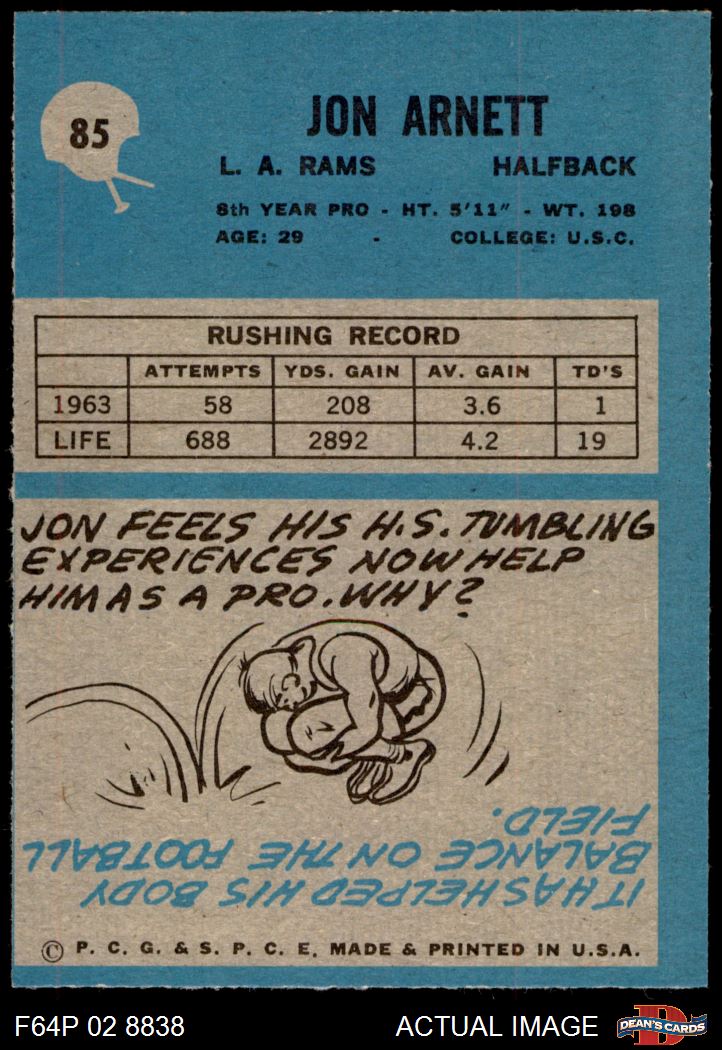 85
JON ARNETT
L. A. RAMS HALFBACK
8th YEAR PRO - HT. 5'11" - WT. 198
AGE: 29 - COLLEGE: U.S.C.
RUSHING RECORD
ATTEMPTS YDS. GAIN AV. GAIN TD'S
1963 58 208 3.6 1
LIFE 688 2892 4.2 19
JON FEELS HIS H.S. TUMBLING
EXPERIENCES NOW HELP
HIM AS A PRO. WHY?
IT HAS HELPED HIS BODY
BALANCE ON THE FOOTBALL
FIELD.
© P. C. G. & S. P. C. E. MADE & PRINTED IN U.S.A.
F64P 02 8838 ACTUAL IMAGE
D
DEAN'S CARDS